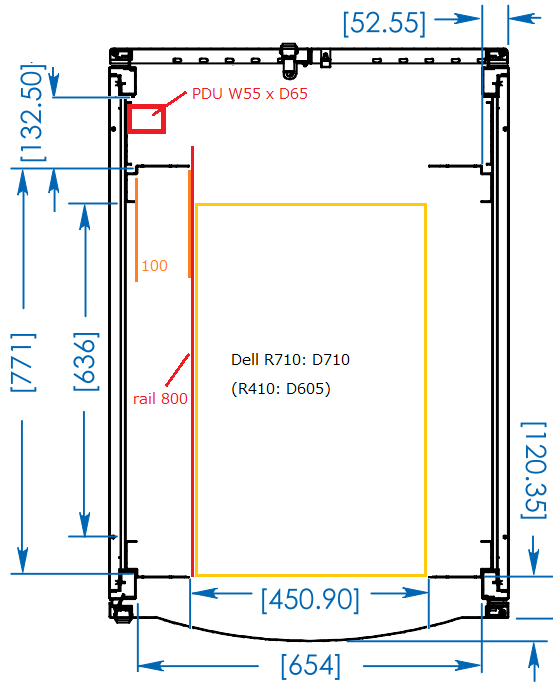 [52.55]
PDU W55 x D65
[132.50]
100
[771]
[636]
Dell R710: D710
(R410: D605)
rail 800
[120.35]
[450.90]
[654]